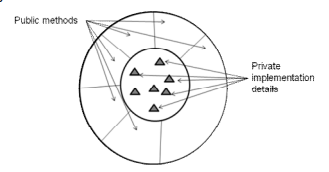 Public methods
Private
implementation
details